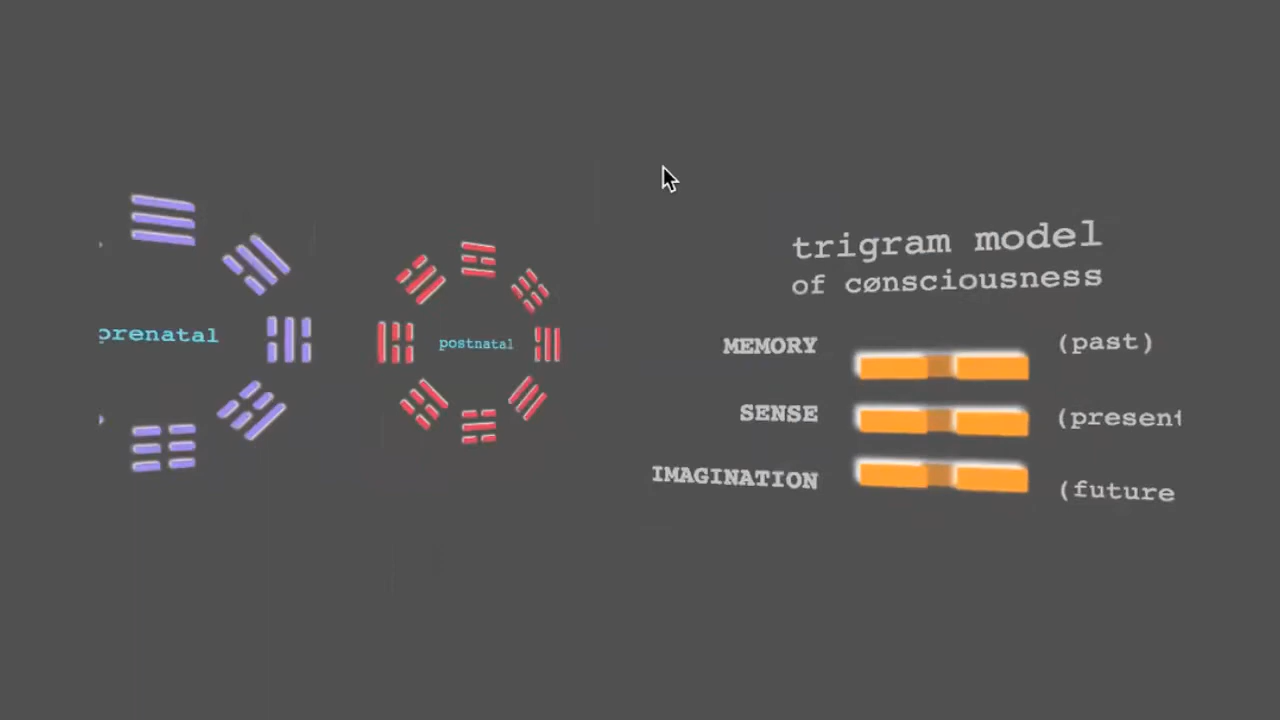 prenatal
postnatal
trigram model
of cønsciousness
MEMORY (past)
SENSE (present
IMAGINATION (future